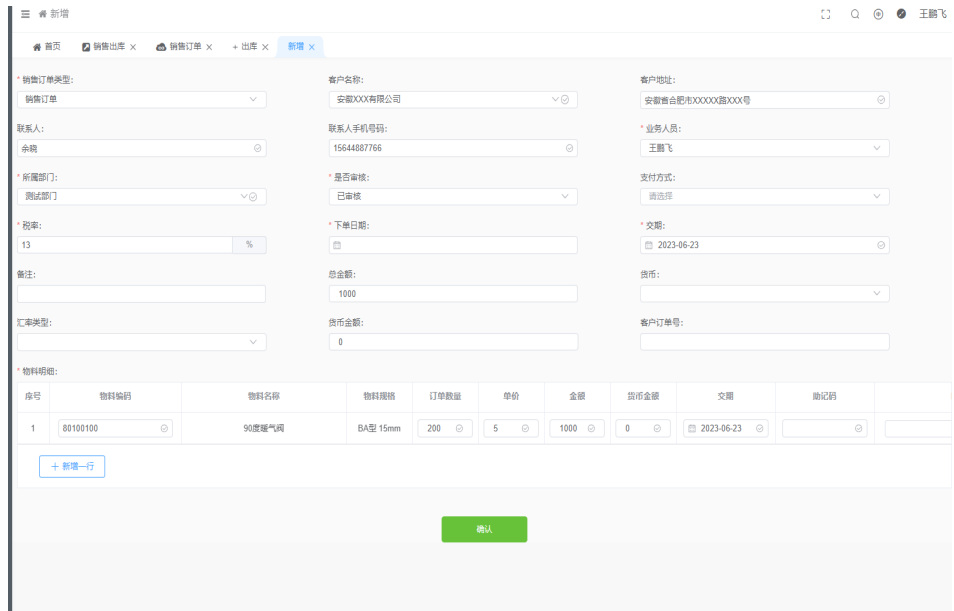 新增
王鹏飞
首页 销售出库 × 销售订单 × + 出库 × 新增 ×
* 销售订单类型: 客户名称: 客户地址:
销售订单 安徽XXX有限公司 安徽省合肥市XXXXX路XXX号
联系人: 联系人手机号码: * 业务人员:
余晓 15644887766 王鹏飞
* 所属部门: * 是否审核: 支付方式:
测试部门 已审核 请选择
* 税率: * 下单日期: * 交期:
13 % 2023-06-23
备注: 总金额: 货币:
1000
汇率类型: 货币金额: 客户订单号:
0
* 物料明细:
序号 物料编码 物料名称 物料规格 订单数量 单价 金额 货币金额 交期 助记码
1 80100100 90度暖气阀 BA型 15mm 200 5 1000 0 2023-06-23
+ 新增一行
确认